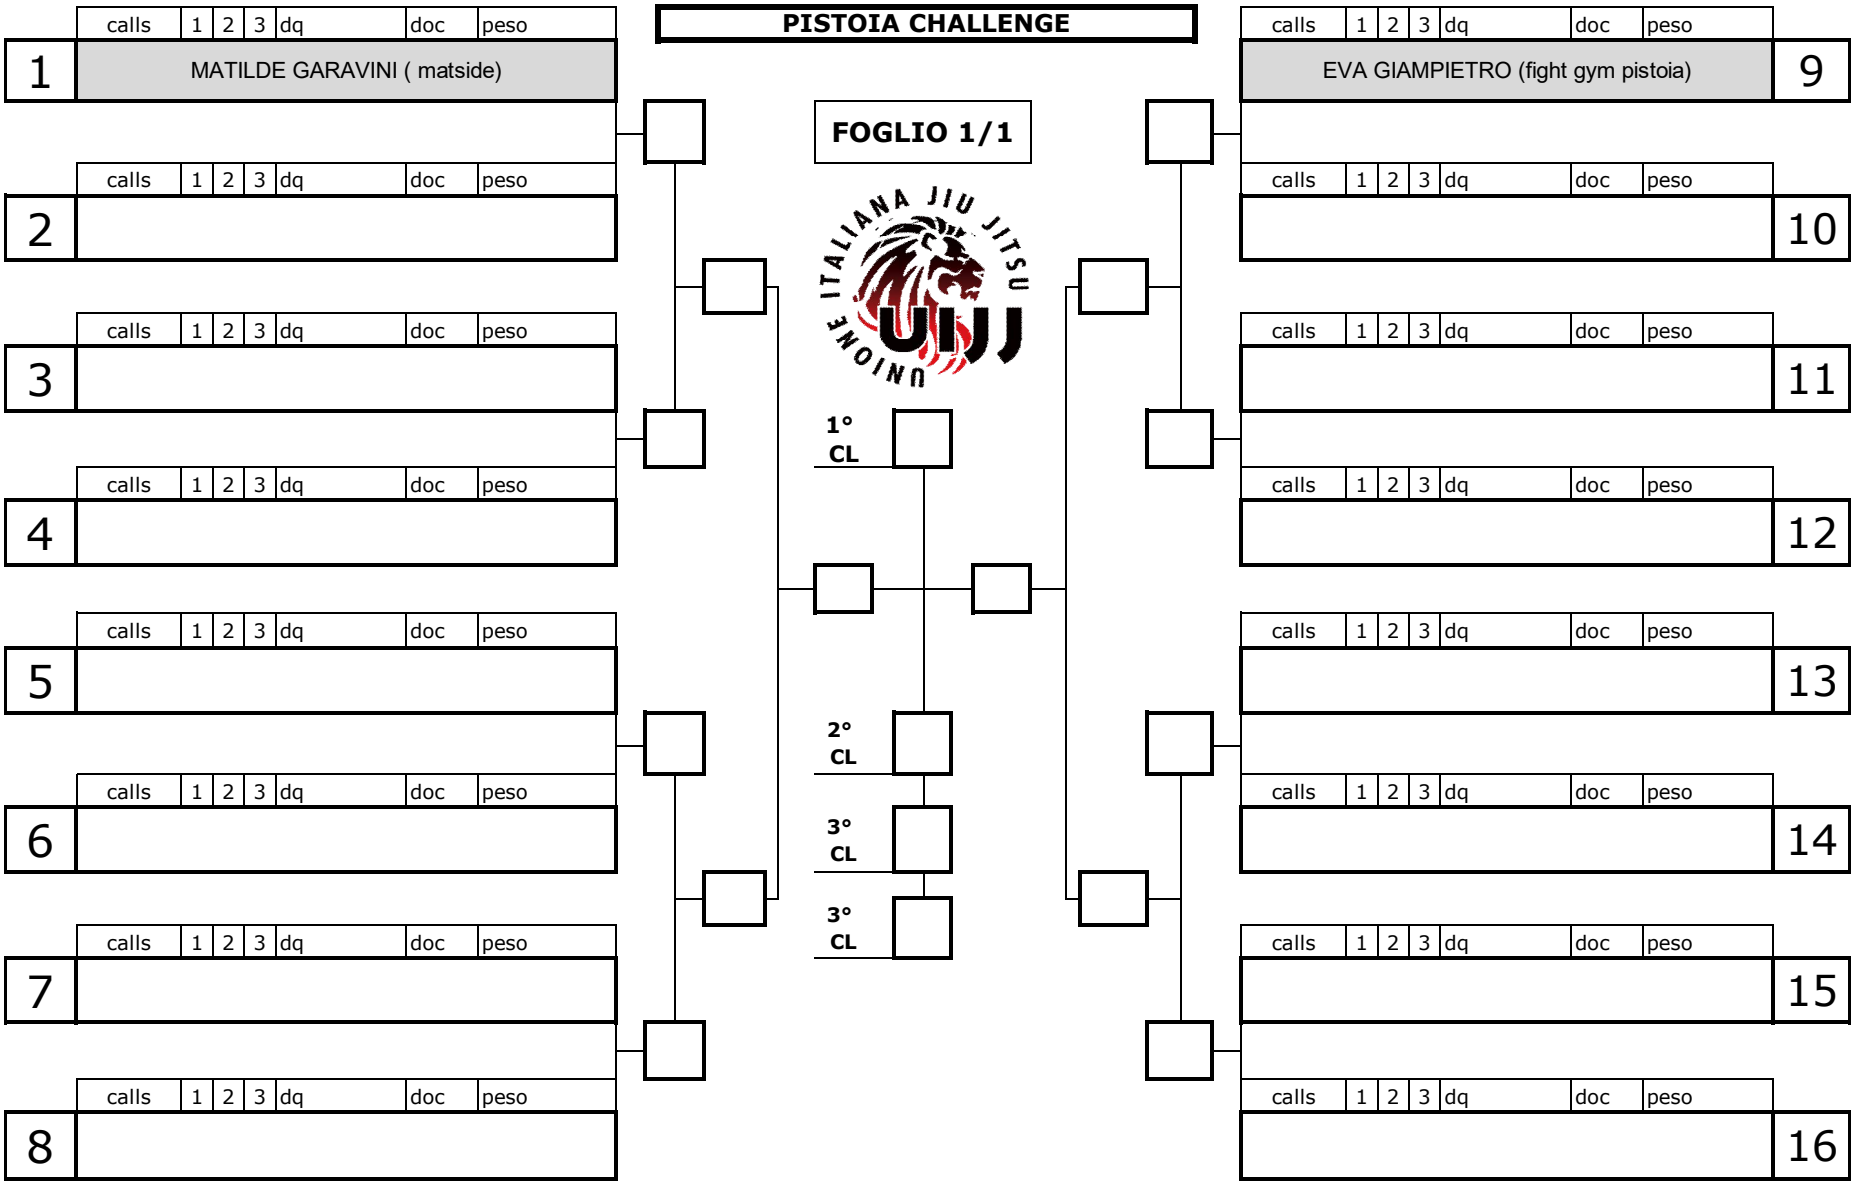 PISTOIA CHALLENGE
calls 1 2 3 dq doc peso
1 MATILDE GARAVINI ( matside)
calls 1 2 3 dq doc peso
2
calls 1 2 3 dq doc peso
3
calls 1 2 3 dq doc peso
4
calls 1 2 3 dq doc peso
5
calls 1 2 3 dq doc peso
6
calls 1 2 3 dq doc peso
7
calls 1 2 3 dq doc peso
8
FOGLIO 1/1
UNIONE ITALIANA JIU JITSU
UIJJ
1°
CL
2°
CL
3°
CL
3°
CL
calls 1 2 3 dq doc peso
EVA GIAMPIETRO (fight gym pistoia) 9
calls 1 2 3 dq doc peso
10
calls 1 2 3 dq doc peso
11
calls 1 2 3 dq doc peso
12
calls 1 2 3 dq doc peso
13
calls 1 2 3 dq doc peso
14
calls 1 2 3 dq doc peso
15
calls 1 2 3 dq doc peso
16